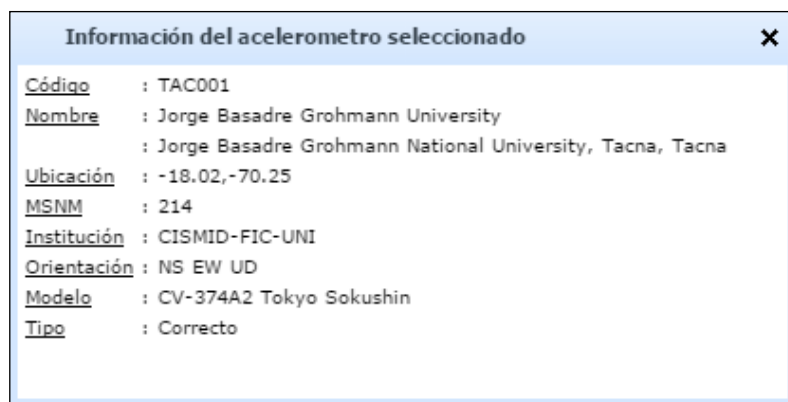 Información del acelerometro seleccionado
Código : TAC001
Nombre : Jorge Basadre Grohmann University
: Jorge Basadre Grohmann National University, Tacna, Tacna
Ubicación : -18.02,-70.25
MSNM : 214
Institución : CISMID-FIC-UNI
Orientación : NS EW UD
Modelo : CV-374A2 Tokyo Sokushin
Tipo : Correcto